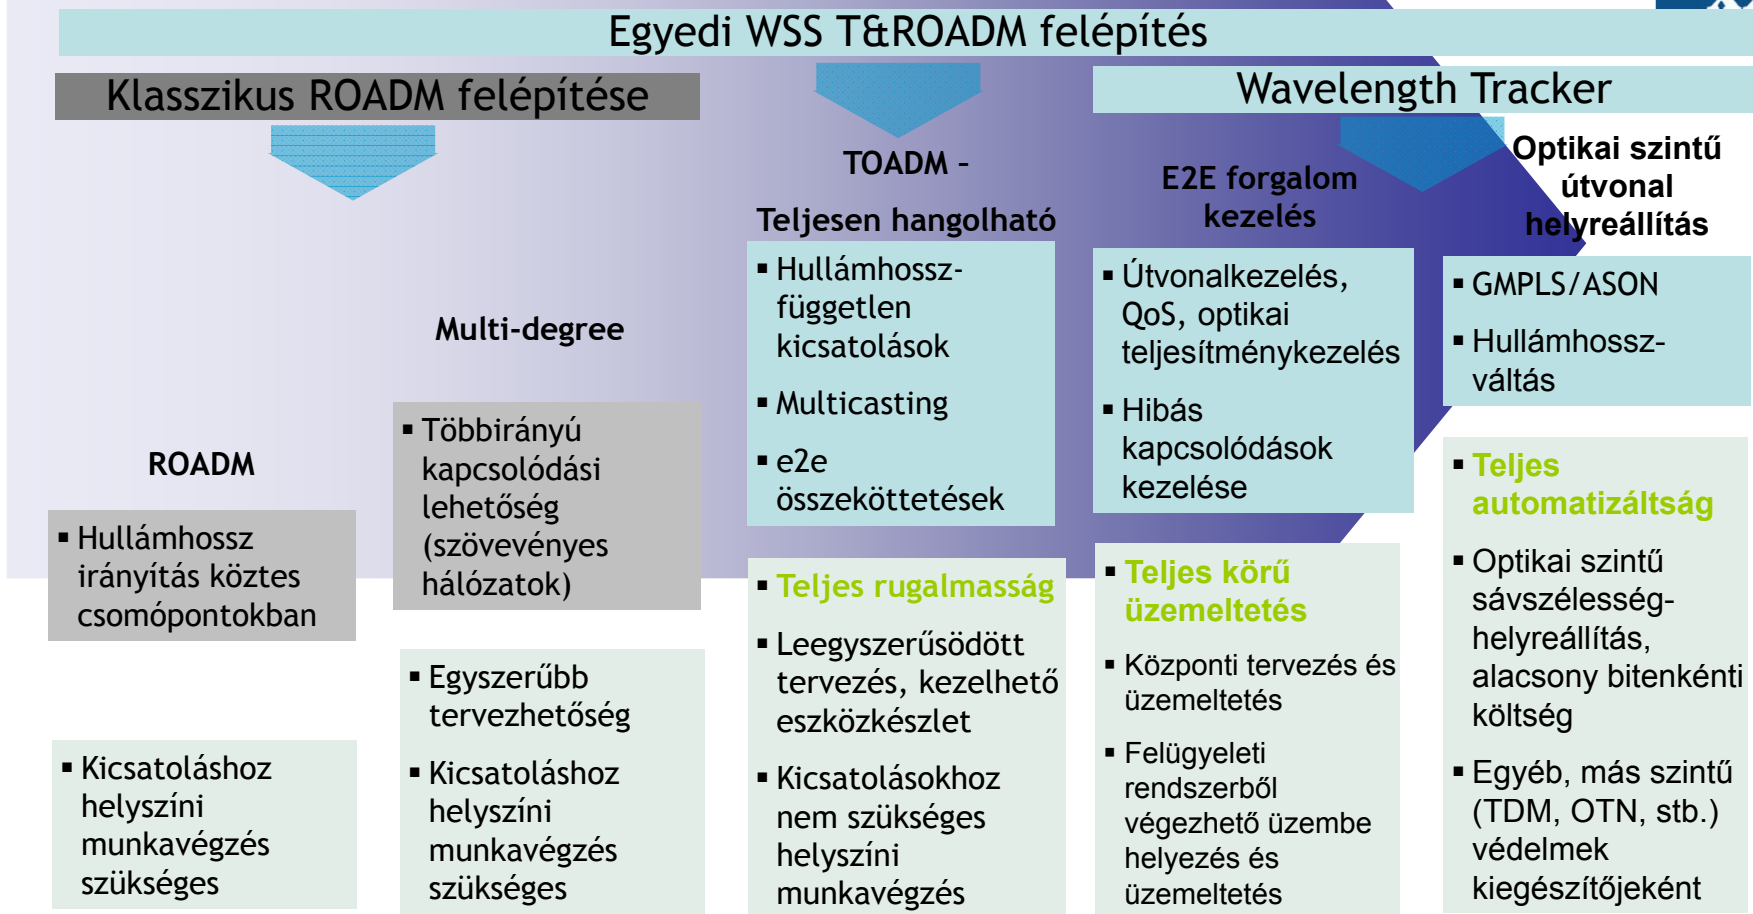 Egyedi WSS T&ROADM felépítés
Klasszikus ROADM felépítése
Wavelength Tracker
ROADM
▪ Hullámhossz
irányítás köztes
csomópontokban
▪ Kicsatoláshoz
helyszíni
munkavégzés
szükséges
Multi-degree
▪ Többirányú
kapcsolódási
lehetőség
(szövevényes
hálózatok)
▪ Egyszerűbb
tervezhetőség
▪ Kicsatoláshoz
helyszíni
munkavégzés
szükséges
TOADM –
Teljesen hangolható
▪ Hullámhossz-
független
kicsatolások
▪ Multicasting
▪ e2e
összeköttetések
▪ Teljes rugalmasság
▪ Leegyszerűsödött
tervezés, kezelhető
eszközkészlet
▪ Kicsatolásokhoz
nem szükséges
helyszíni
munkavégzés
E2E forgalom
kezelés
▪ Útvonalkezelés,
QoS, optikai
teljesítménykezelés
▪ Hibás
kapcsolódások
kezelése
▪ Teljes körű
üzemeltetés
▪ Központi tervezés és
üzemeltetés
▪ Felügyeleti
rendszerből
végezhető üzembe
helyezés és
üzemeltetés
Optikai szintű
útvonal
helyreállítás
▪ GMPLS/ASON
▪ Hullámhossz-
váltás
▪ Teljes
automatizáltság
▪ Optikai szintű
sávszélesség-
helyreállítás,
alacsony bitenkénti
költség
▪ Egyéb, más szintű
(TDM, OTN, stb.)
védelmek
kiegészítőjeként